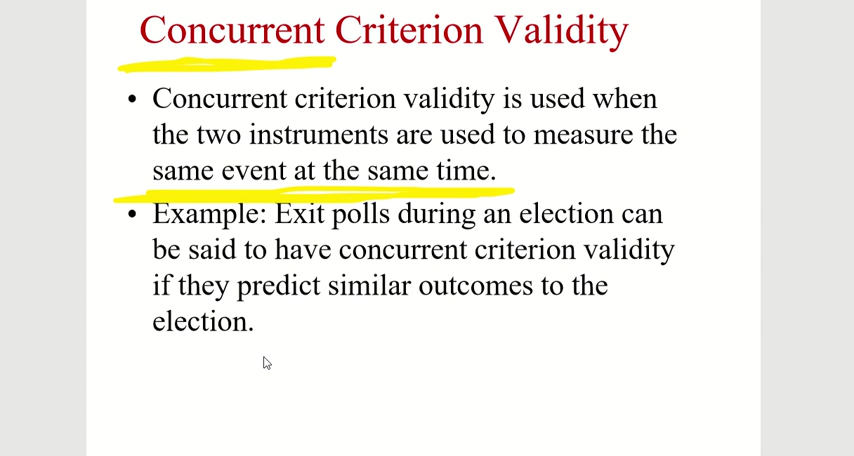 Concurrent Criterion Validity
• Concurrent criterion validity is used when
the two instruments are used to measure the
same event at the same time.
• Example: Exit polls during an election can
be said to have concurrent criterion validity
if they predict similar outcomes to the
election.